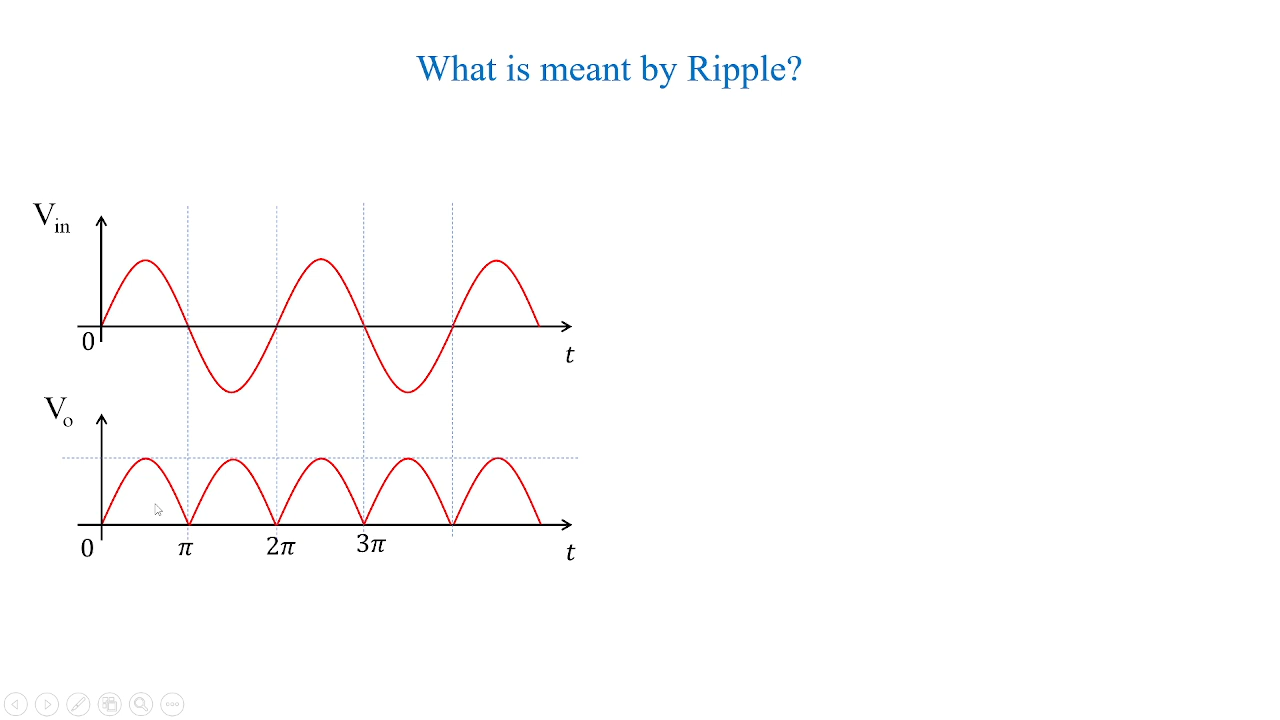 What is meant by Ripple?
V_in
0
t
V_o
0
π
2π
3π
t